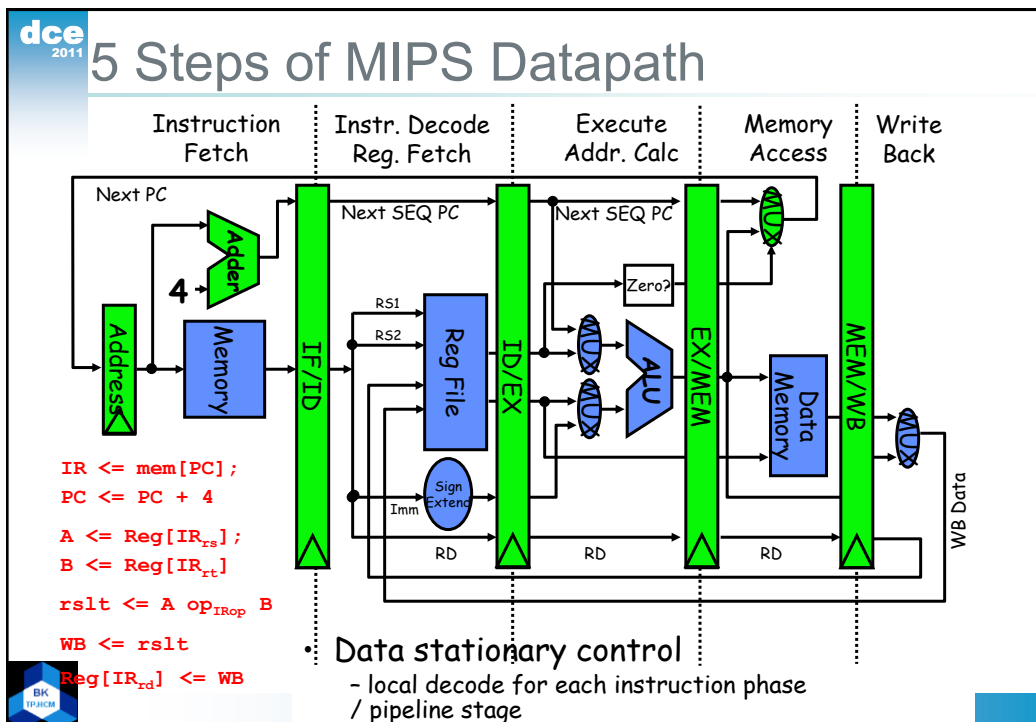 dce
2011
5 Steps of MIPS Datapath
Instruction
Fetch
Instr. Decode
Reg. Fetch
Execute
Addr. Calc
Memory
Access
Write
Back
Next PC
Next SEQ PC
Next SEQ PC
MUX
Adder
4
Zero?
RS1
RS2
Address
Memory
IF/ID
Reg File
ID/EX
MUX
MUX
ALU
EX/MEM
Data
Memory
MEM/WB
MUX
Sign
Extend
Imm
RD
RD
RD
WB Data
IR <= mem[PC];
PC <= PC + 4
A <= Reg[IRrs];
B <= Reg[IRrt]
rslt <= A opIRop B
WB <= rslt
Reg[IRrd] <= WB
• Data stationary control
– local decode for each instruction phase
/ pipeline stage
BK
TP.HCM